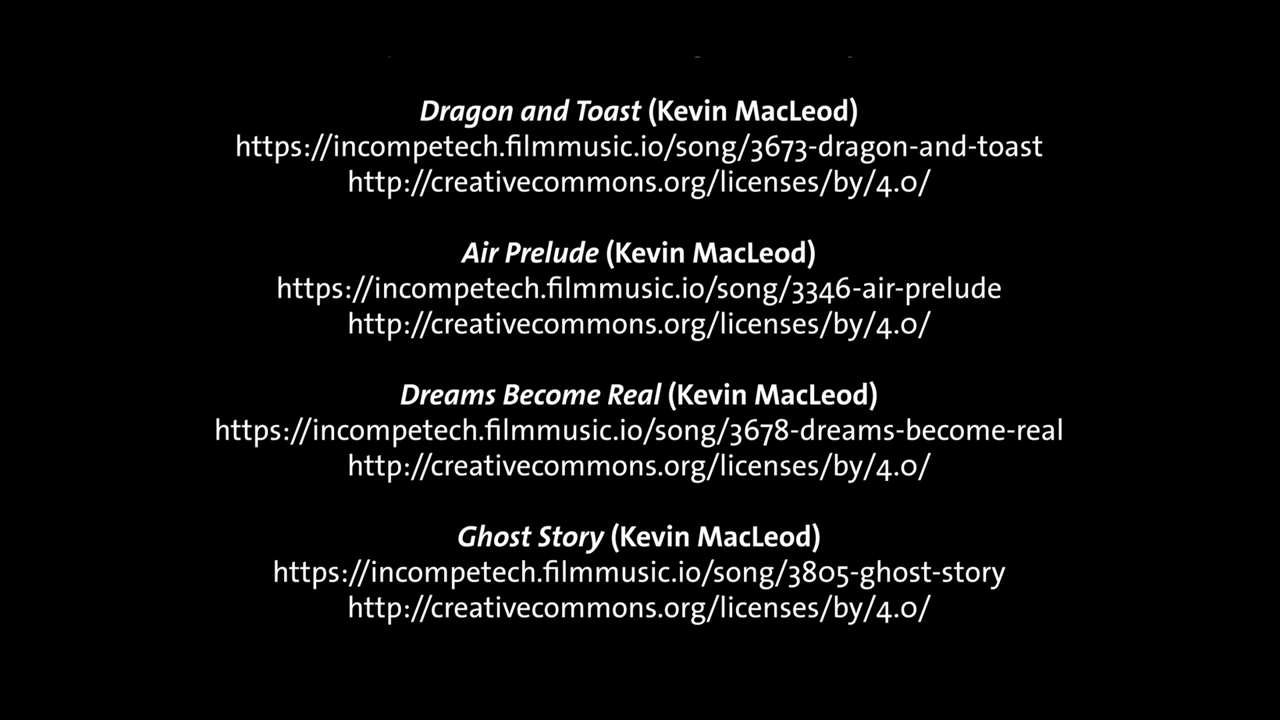 Dragon and Toast (Kevin MacLeod)
https://incompetech.filmmusic.io/song/3673-dragon-and-toast
http://creativecommons.org/licenses/by/4.0/
Air Prelude (Kevin MacLeod)
https://incompetech.filmmusic.io/song/3346-air-prelude
http://creativecommons.org/licenses/by/4.0/
Dreams Become Real (Kevin MacLeod)
https://incompetech.filmmusic.io/song/3678-dreams-become-real
http://creativecommons.org/licenses/by/4.0/
Ghost Story (Kevin MacLeod)
https://incompetech.filmmusic.io/song/3805-ghost-story
http://creativecommons.org/licenses/by/4.0/